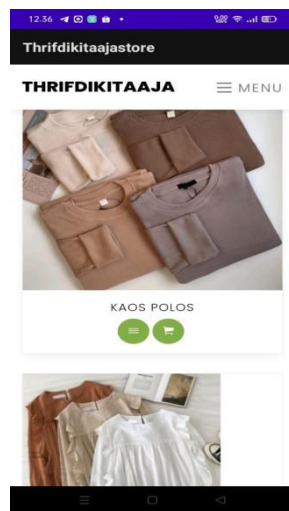 12.36
Thrifdikitaajastore
THRIFDIKITAAJA
MENU
KAOS POLOS